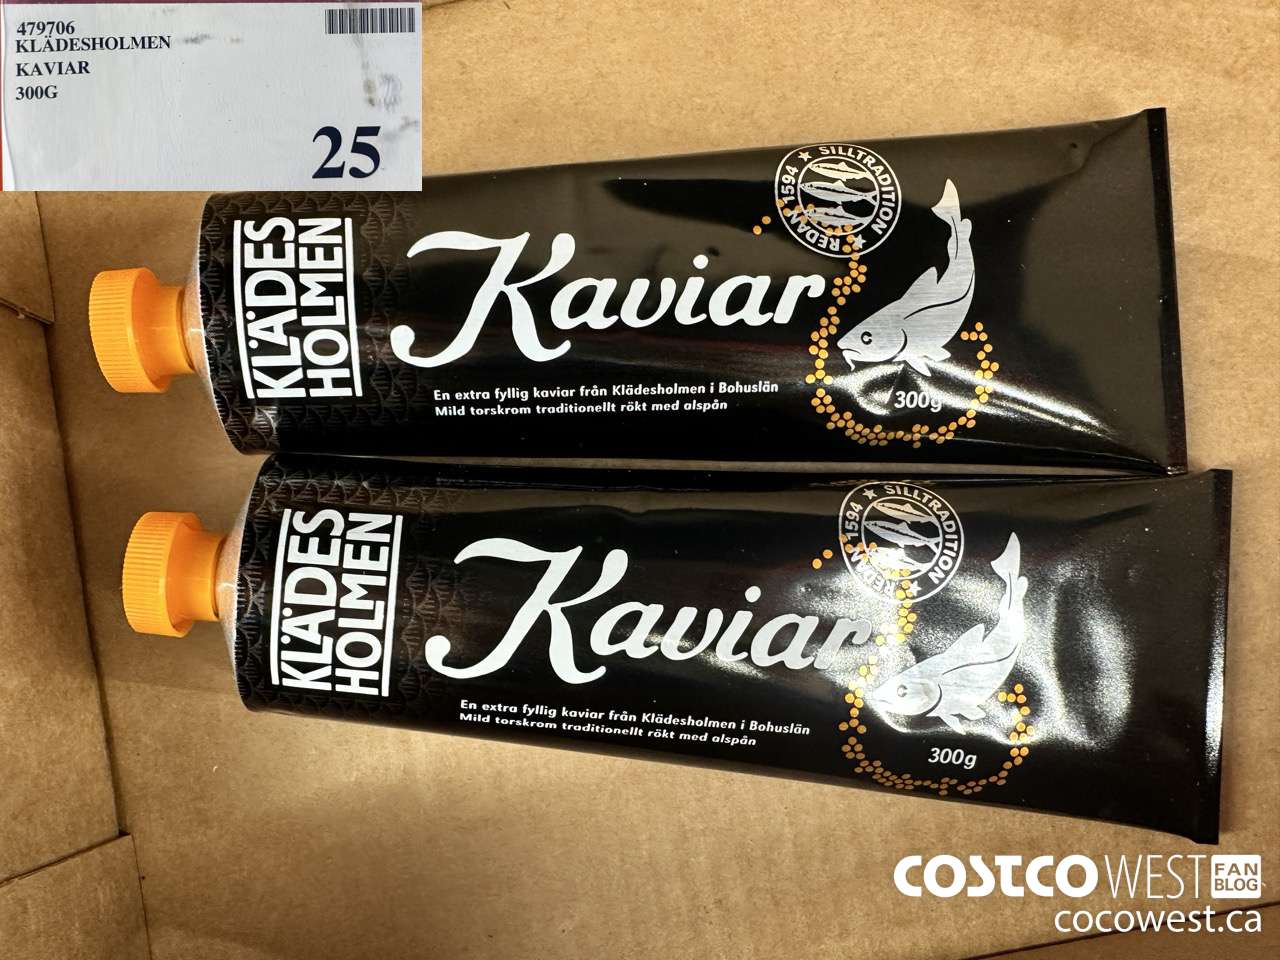 479706
KLÄDESHOLMEN
KAVIAR
300G
25
KLÄDES
HOLMEN
Kaviar
En extra fyllig kaviar från Klädesholmen i Bohuslän
Mild torskrom traditionellt rökt med alspån
REDAN 1594 ★ SILLTRADITION ★
300g
KLÄDES
HOLMEN
Kaviar
En extra fyllig kaviar från Klädesholmen i Bohuslän
Mild torskrom traditionellt rökt med alspån
REDAN 1594 ★ SILLTRADITION ★
300g
COSTCO WEST FAN BLOG
cocowest.ca